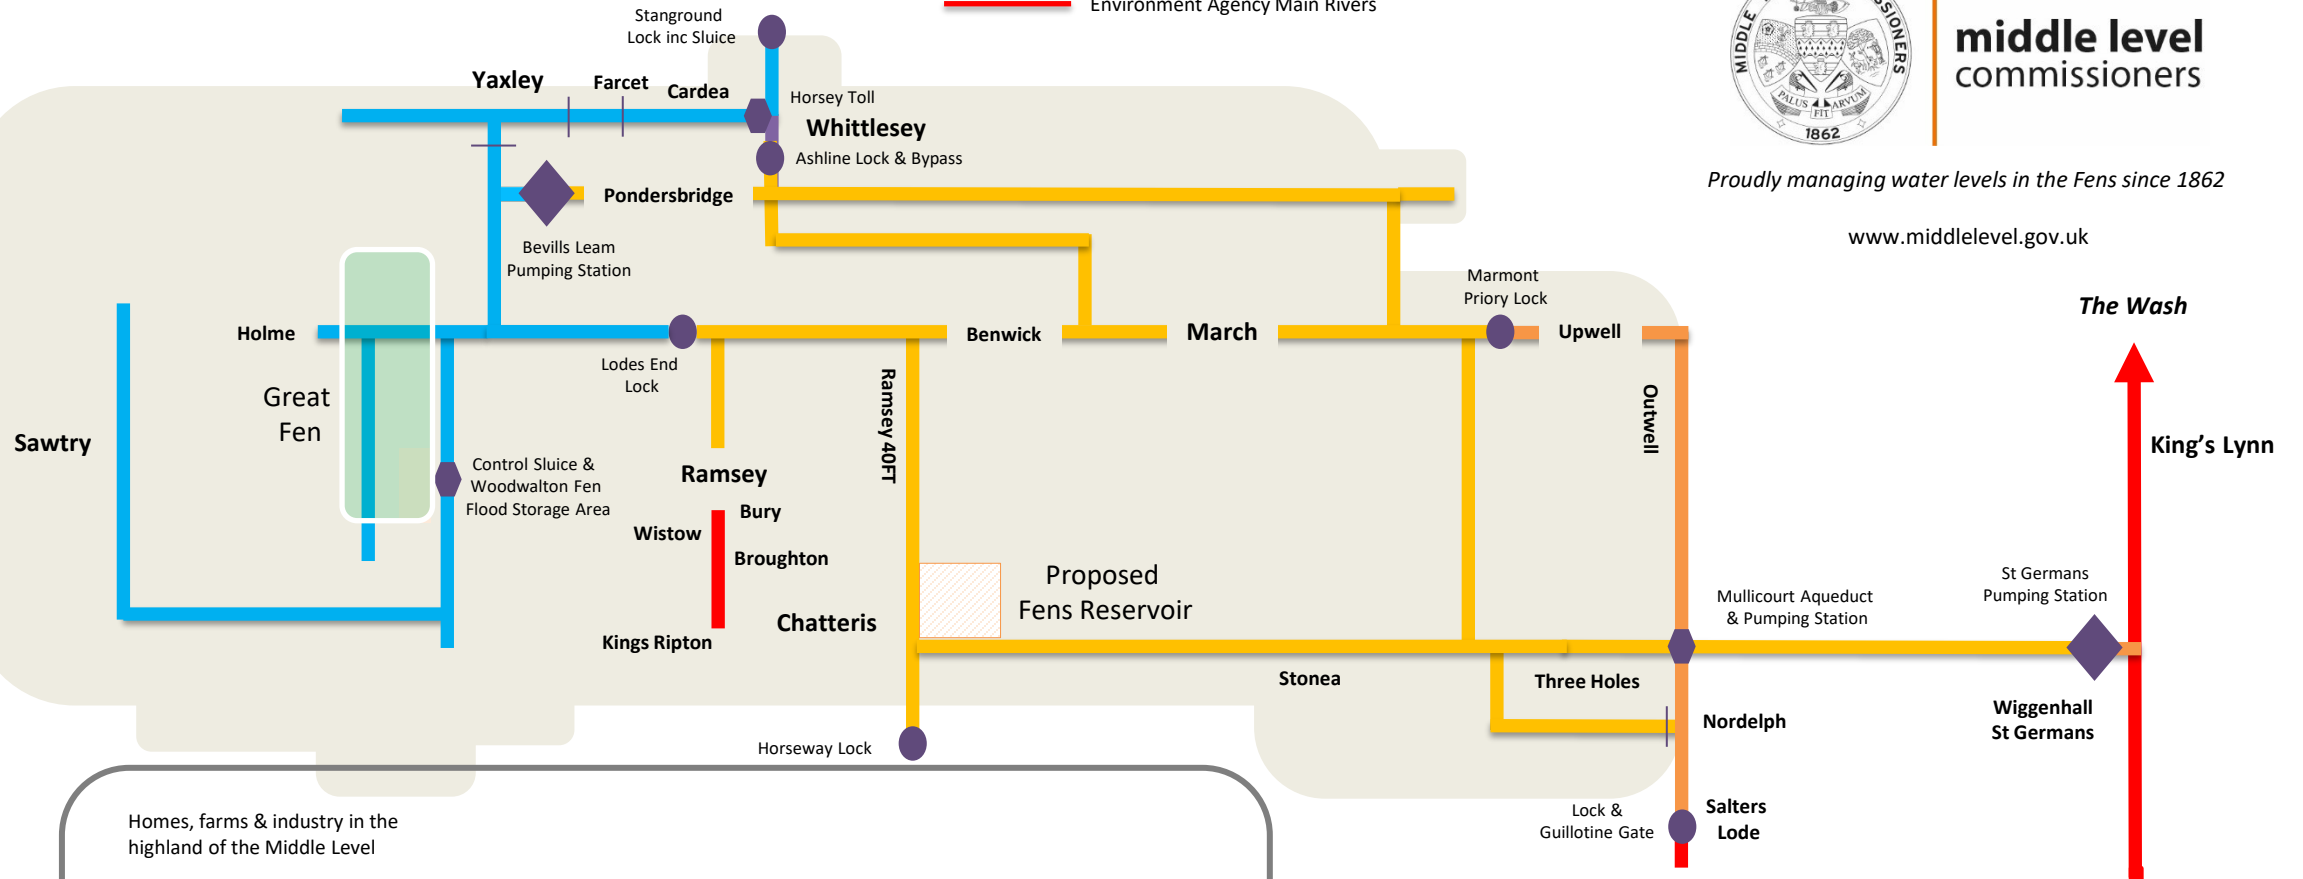 Environment Agency Main Rivers
Stanground
Lock inc Sluice
MIDDLE
SSIONERS
PALUS FIT ARVUM
1862
middle level
commissioners
Proudly managing water levels in the Fens since 1862
www.middlelevel.gov.uk
Yaxley
Farcet
Cardea
Horsey Toll
Whittlesey
Ashline Lock & Bypass
Pondersbridge
Bevills Leam
Pumping Station
Marmont
Priory Lock
The Wash
Holme
Benwick
March
Upwell
Lodes End
Lock
Great
Fen
Ramsey 40FT
Outwell
Sawtry
King's Lynn
Control Sluice &
Woodwalton Fen
Flood Storage Area
Ramsey
Bury
Wistow
Broughton
Kings Ripton
Chatteris
Proposed
Fens Reservoir
Mullicourt Aqueduct
& Pumping Station
St Germans
Pumping Station
Stonea
Three Holes
Nordelph
Wiggenhall
St Germans
Horseway Lock
Lock &
Guillotine Gate
Salters
Lode
Homes, farms & industry in the
highland of the Middle Level